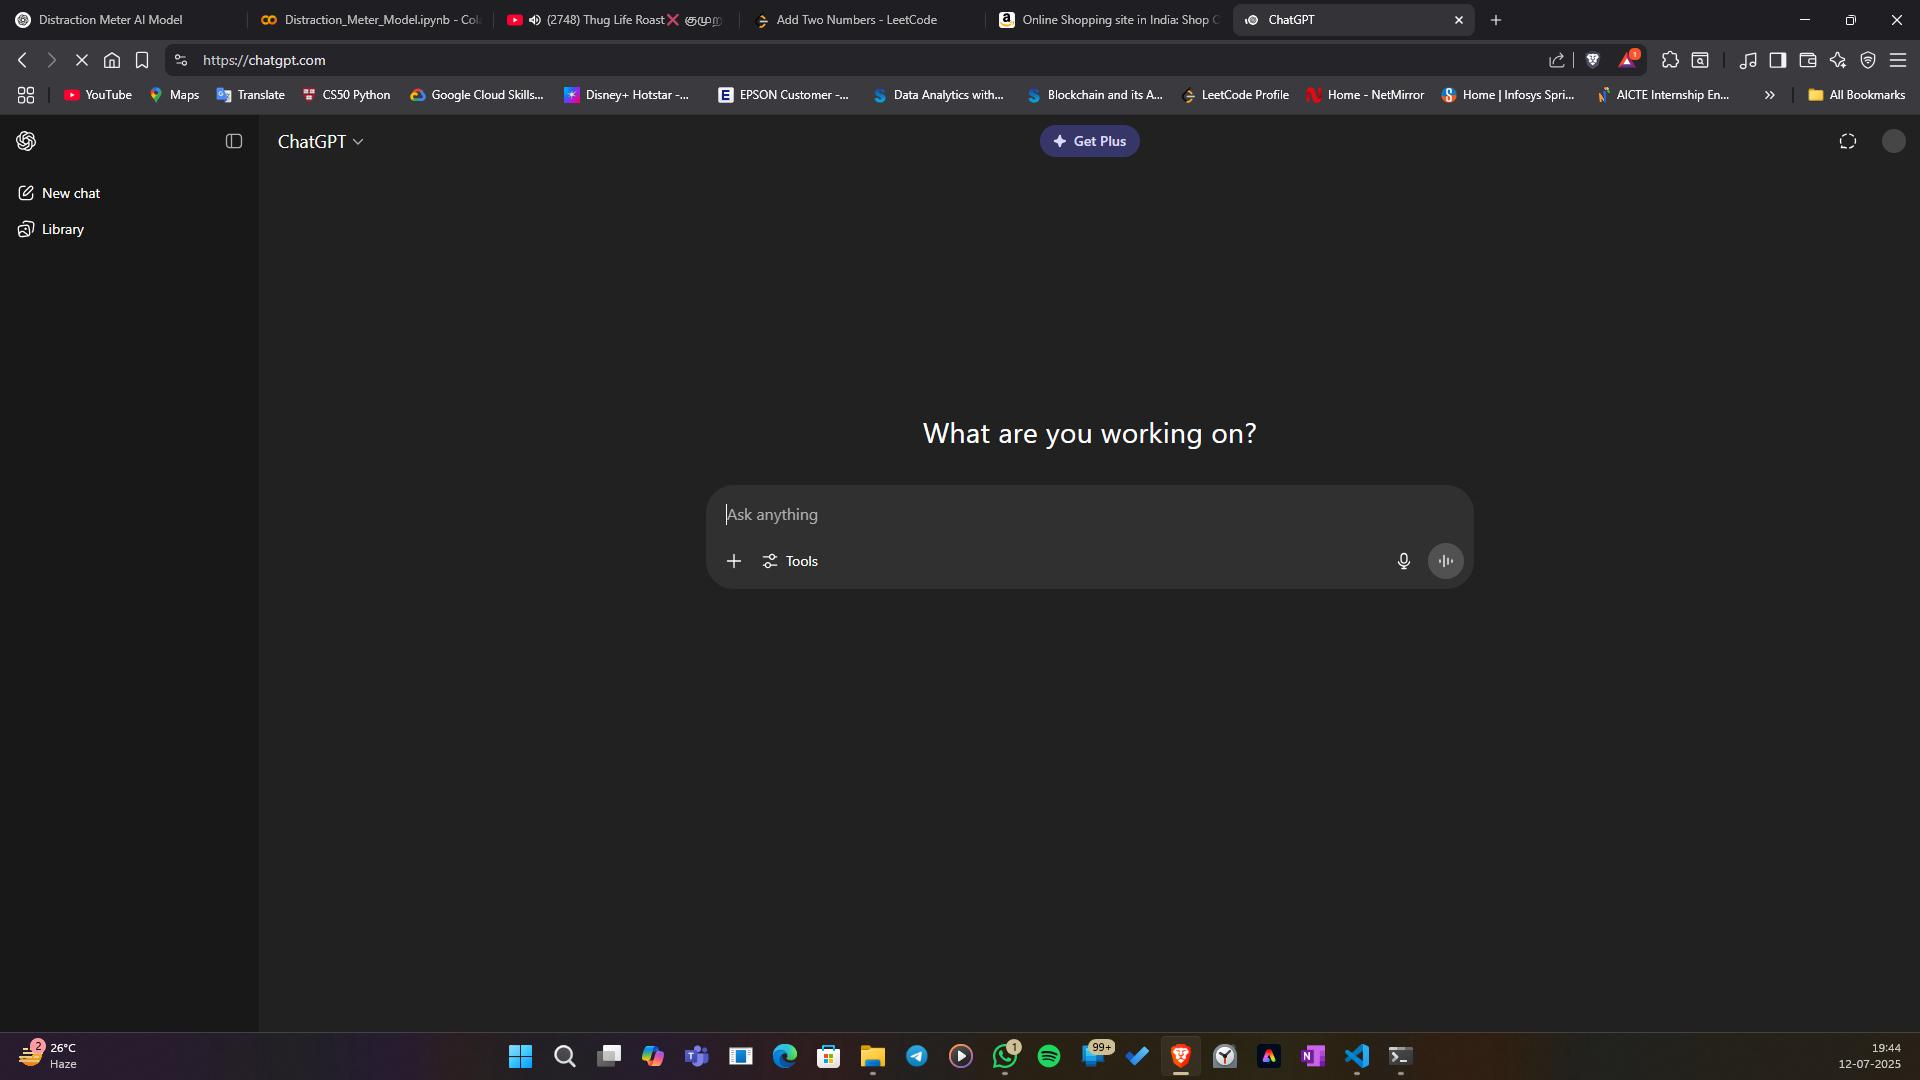 Distraction Meter AI Model
Distraction_Meter_Model.ipynb - Col
(2748) Thug Life Roast❌ குமுற
Add Two Numbers - LeetCode
Online Shopping site in India: Shop O
ChatGPT
https://chatgpt.com
1
YouTube
Maps
Translate
CS50 Python
Google Cloud Skills...
Disney+ Hotstar -...
EPSON Customer -...
Data Analytics with...
Blockchain and its A...
LeetCode Profile
Home - NetMirror
Home | Infosys Spri...
AICTE Internship En...
All Bookmarks
ChatGPT
Get Plus
New chat
Library
What are you working on?
Ask anything
Tools
2
26°C
Haze
1
99+
19:44
12-07-2025